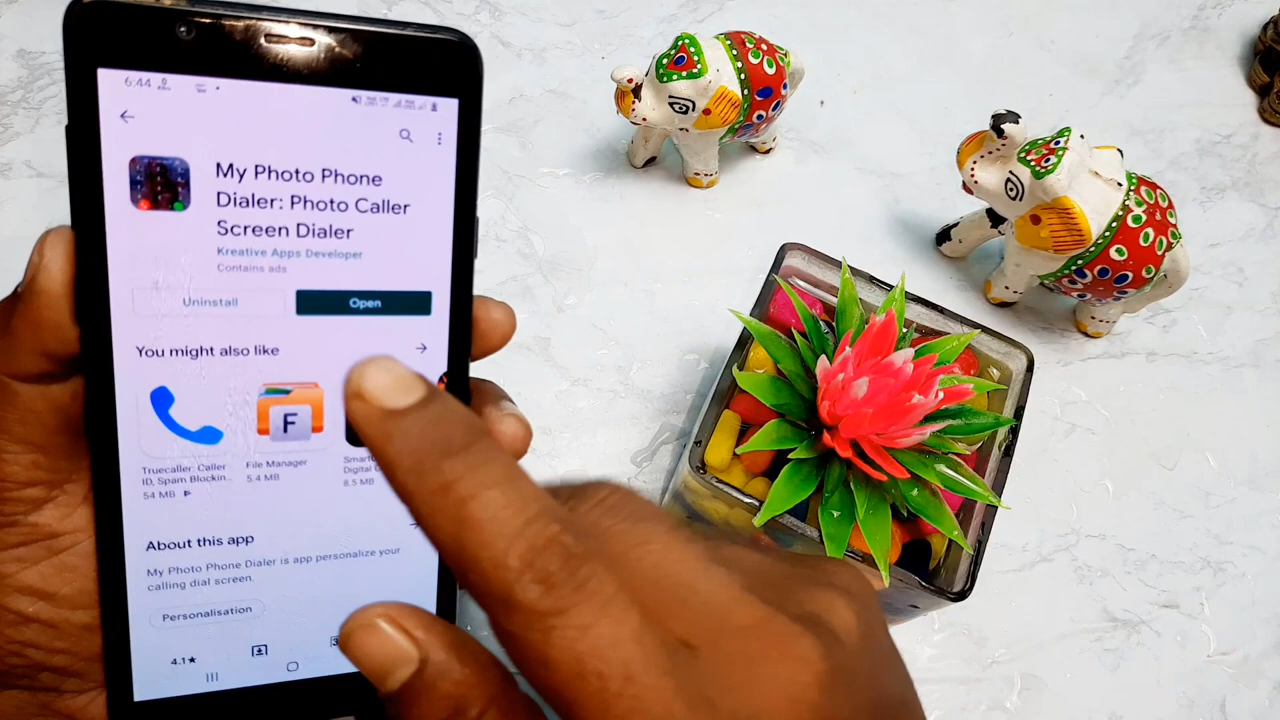 6:44
My Photo Phone
Dialer: Photo Caller
Screen Dialer
Kreative Apps Developer
Contains ads
Uninstall
Open
You might also like
F
Truecaller: Caller
ID, Spam Blockin...
54 MB
File Manager
5.4 MB
Digital
8.5 MB
About this app
My Photo Phone Dialer is app personalize your
calling dial screen.
Personalisation
4.1★